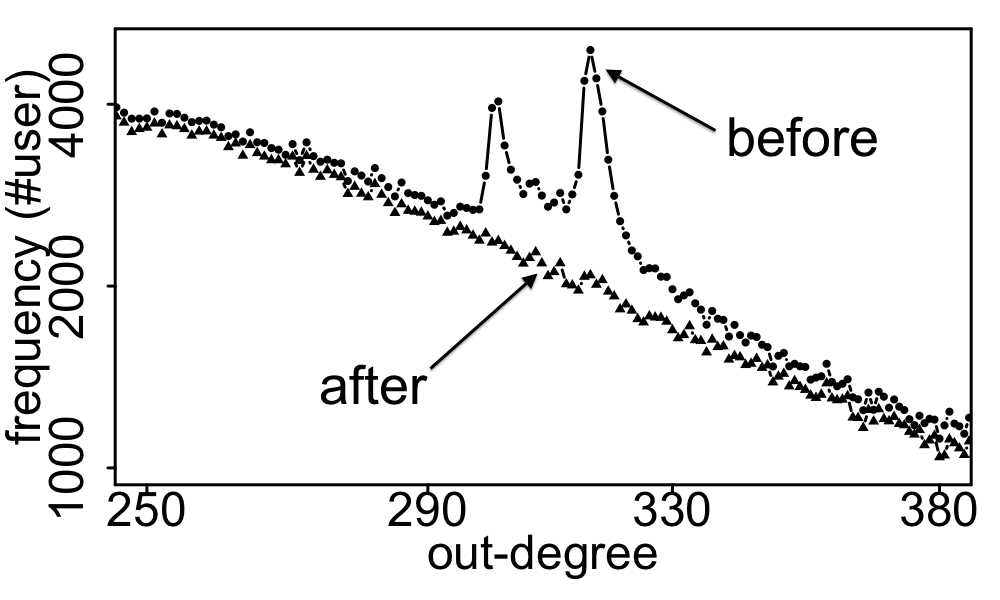 frequency (#user)
4000
2000
1000
before
after
250 290 330 380
out-degree